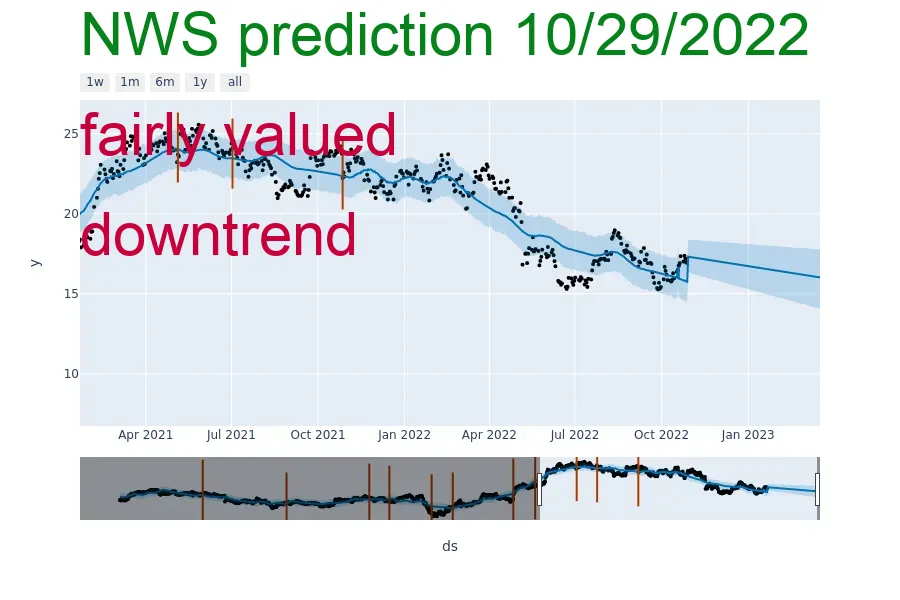 NWS prediction 10/29/2022
1w 1m 6m 1y all
fairly valued
downtrend
25
20
15
10
y
Apr 2021 Jul 2021 Oct 2021 Jan 2022 Apr 2022 Jul 2022 Oct 2022 Jan 2023
ds